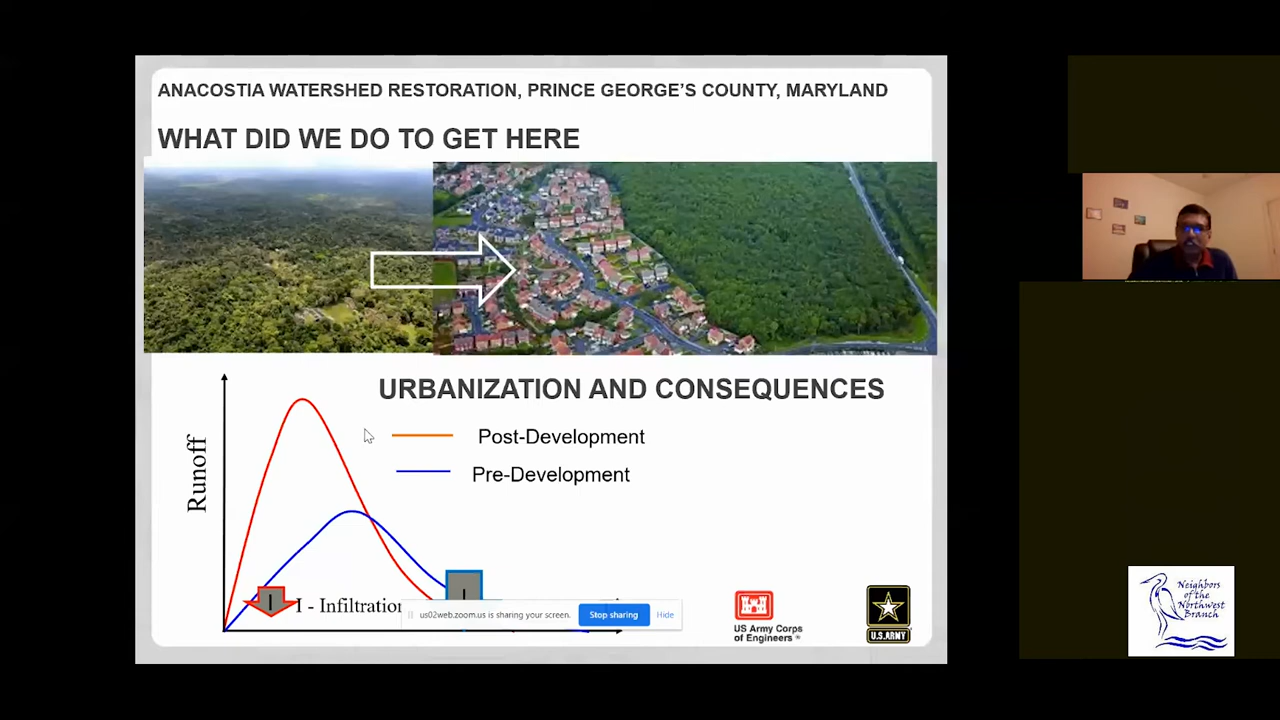 ANACOSTIA WATERSHED RESTORATION, PRINCE GEORGE'S COUNTY, MARYLAND
WHAT DID WE DO TO GET HERE
URBANIZATION AND CONSEQUENCES
Post-Development
Pre-Development
Runoff
I
I - Infiltration
I
us02web.zoom.us is sharing your screen.
Stop sharing
Hide
US Army Corps
of Engineers ®
U.S.ARMY
Neighbors
of the
Northwest
Branch